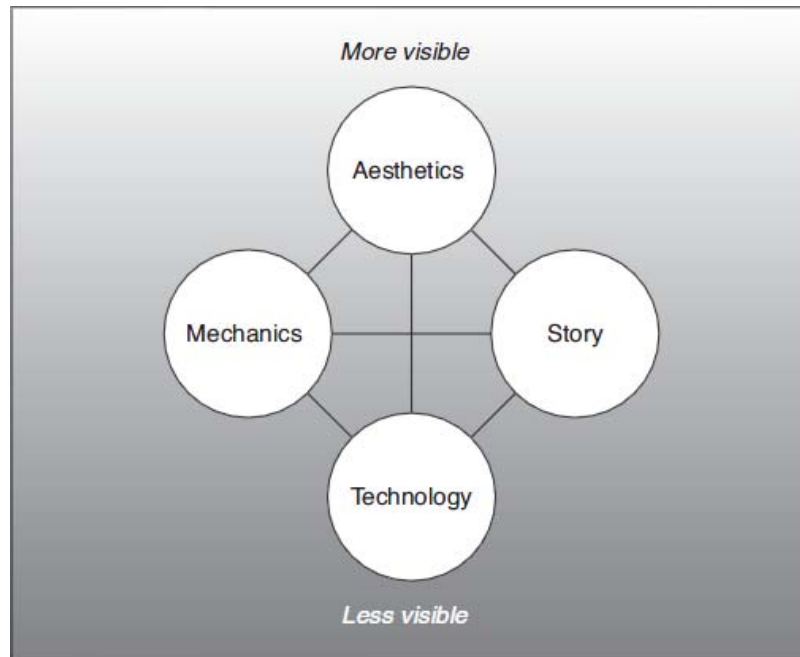 More visible
Aesthetics
Mechanics
Story
Technology
Less visible